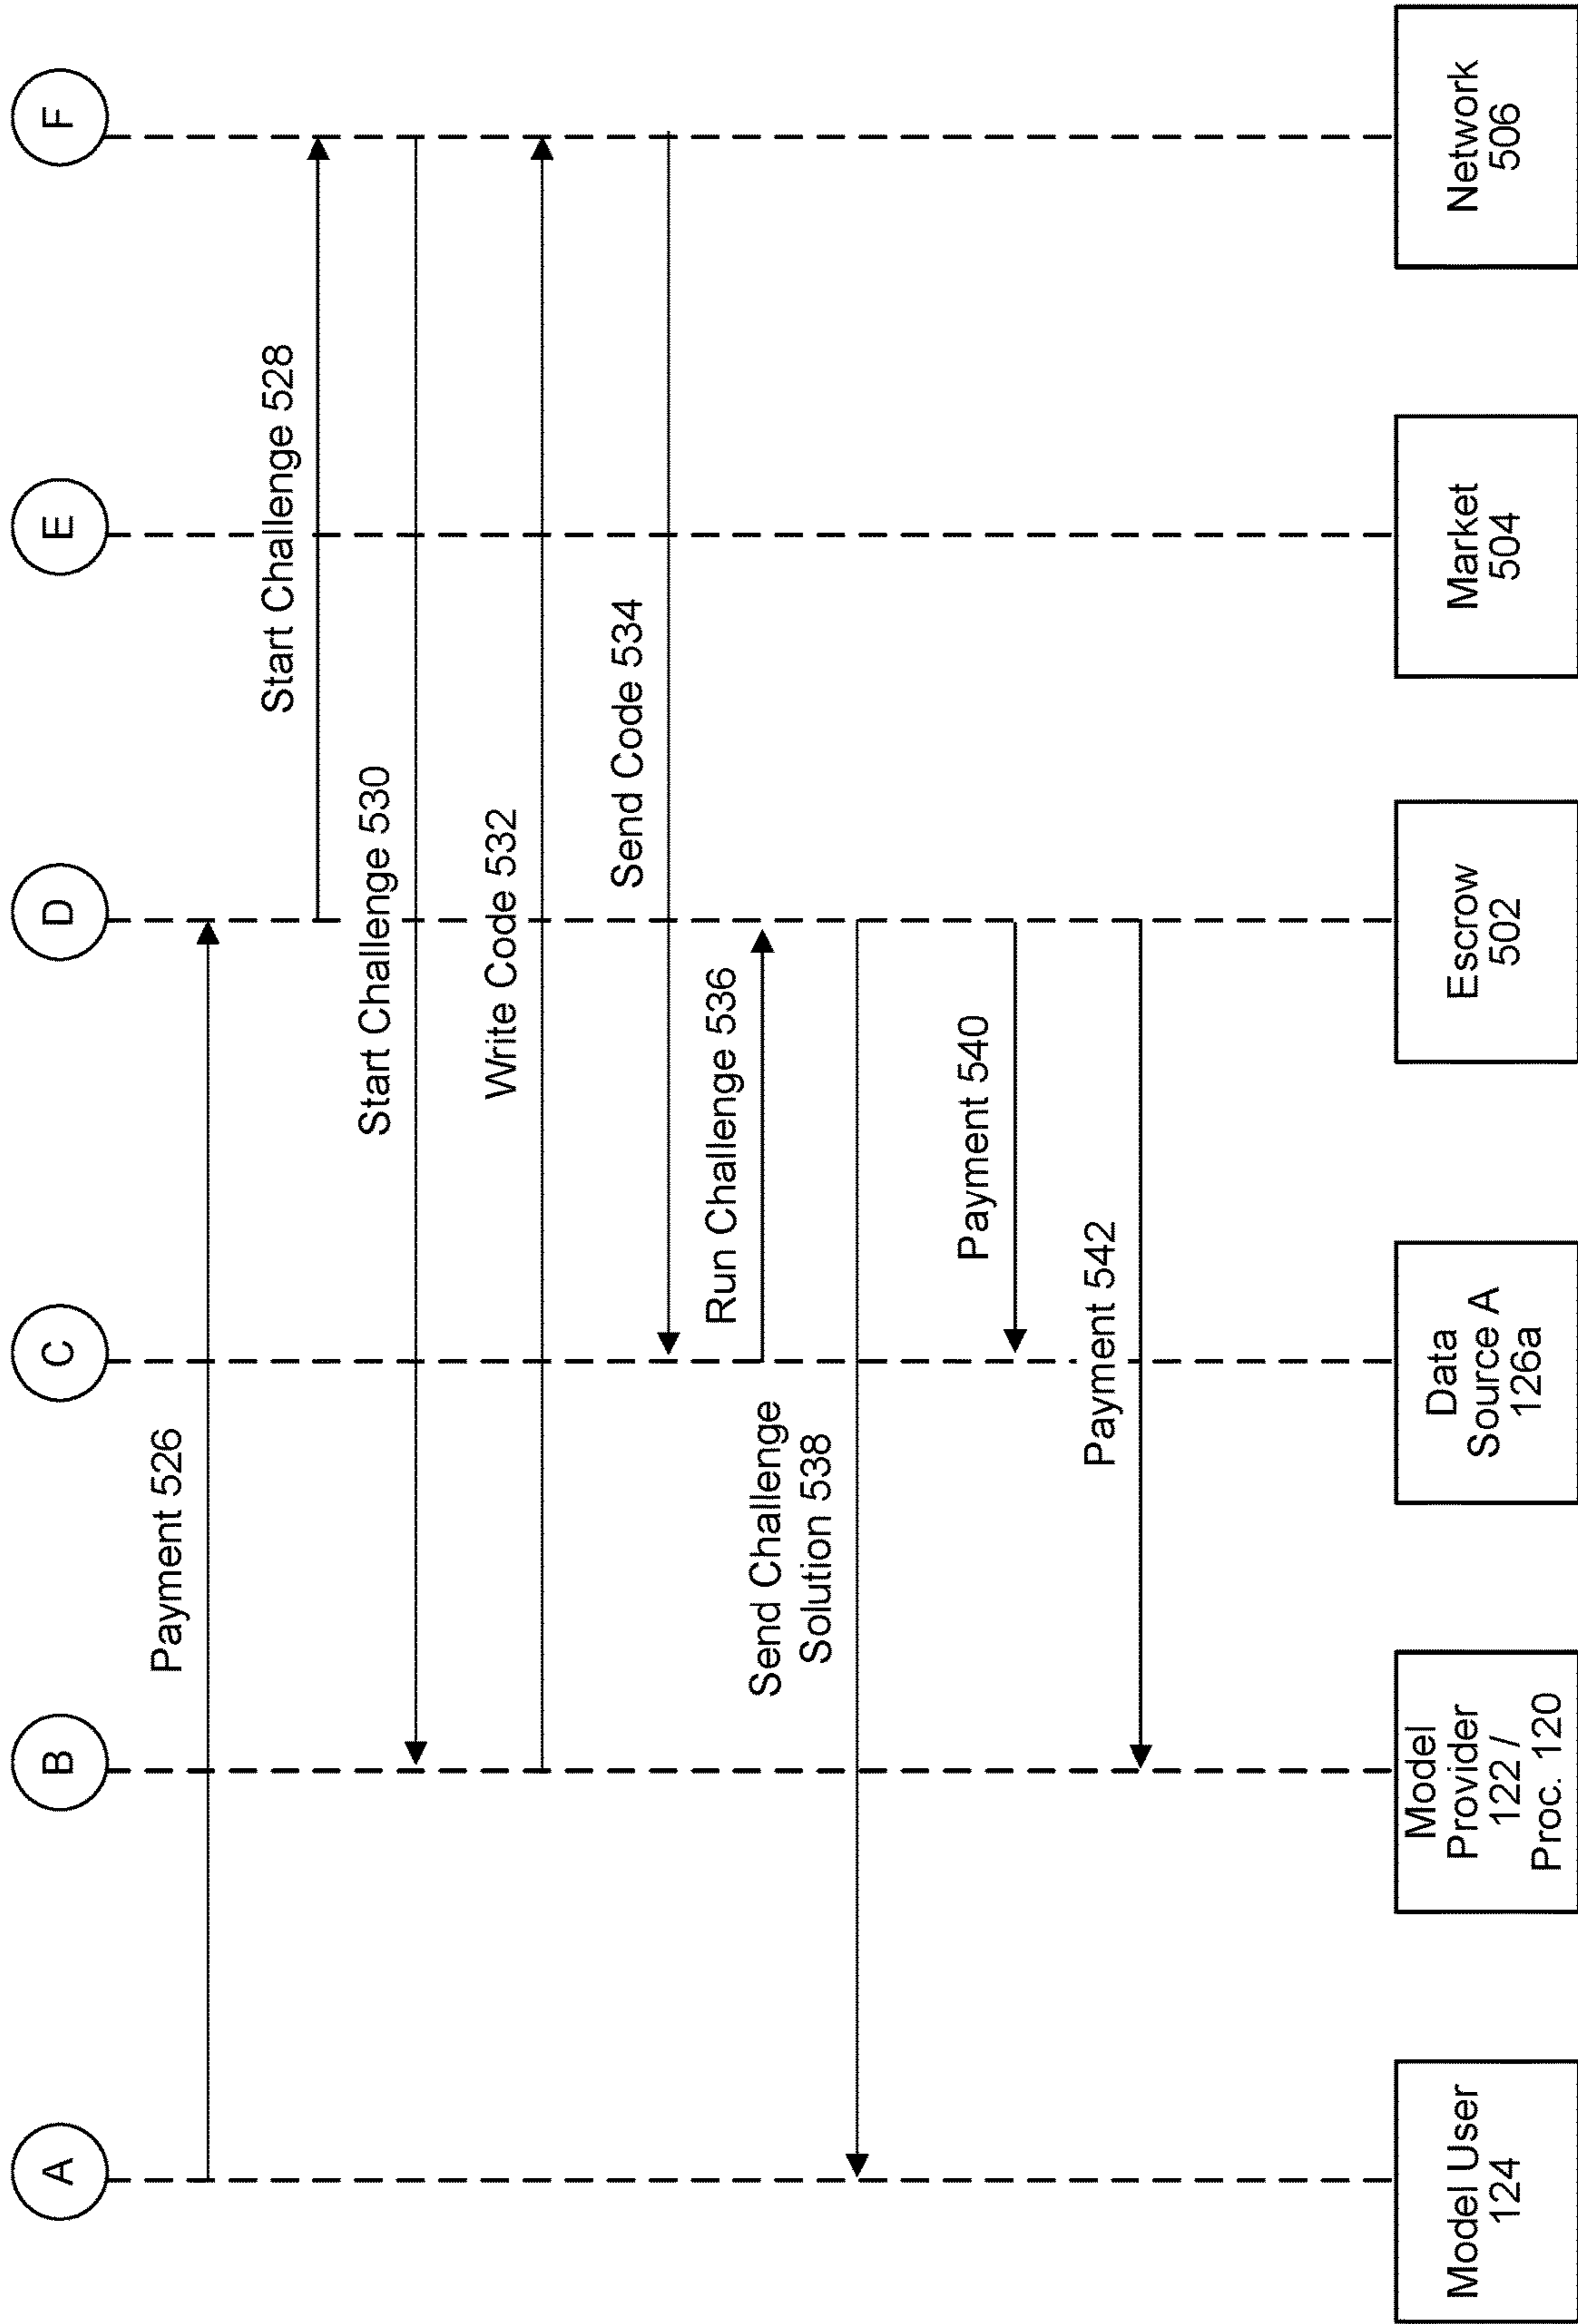 A
B
C
D
E
F
Payment 526
Start Challenge 528
Start Challenge 530
Write Code 532
Send Code 534
Run Challenge 536
Send Challenge
Solution 538
Payment 540
Payment 542
Model User
124
Model
Provider
122 /
Proc. 120
Data
Source A
126a
Escrow
502
Market
504
Network
506